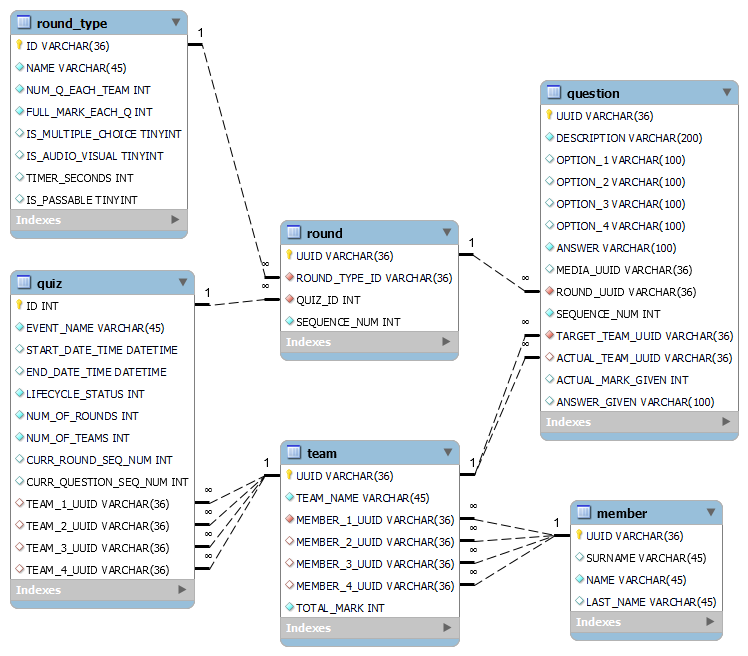 round_type
ID VARCHAR(36)
NAME VARCHAR(45)
NUM_Q_EACH_TEAM INT
FULL_MARK_EACH_Q INT
IS_MULTIPLE_CHOICE TINYINT
IS_AUDIO_VISUAL TINYINT
TIMER_SECONDS INT
IS_PASSABLE TINYINT
Indexes
1
quiz
ID INT
EVENT_NAME VARCHAR(45)
START_DATE_TIME DATETIME
END_DATE_TIME DATETIME
LIFECYCLE_STATUS INT
NUM_OF_ROUNDS INT
NUM_OF_TEAMS INT
CURR_ROUND_SEQ_NUM INT
CURR_QUESTION_SEQ_NUM INT
TEAM_1_UUID VARCHAR(36)
TEAM_2_UUID VARCHAR(36)
TEAM_3_UUID VARCHAR(36)
TEAM_4_UUID VARCHAR(36)
Indexes
1
∞
∞
∞
∞
round
UUID VARCHAR(36)
ROUND_TYPE_ID VARCHAR(36)
QUIZ_ID INT
SEQUENCE_NUM INT
Indexes
∞
∞
1
team
UUID VARCHAR(36)
TEAM_NAME VARCHAR(45)
MEMBER_1_UUID VARCHAR(36)
MEMBER_2_UUID VARCHAR(36)
MEMBER_3_UUID VARCHAR(36)
MEMBER_4_UUID VARCHAR(36)
TOTAL_MARK INT
Indexes
1
1
∞
∞
∞
∞
question
UUID VARCHAR(36)
DESCRIPTION VARCHAR(200)
OPTION_1 VARCHAR(100)
OPTION_2 VARCHAR(100)
OPTION_3 VARCHAR(100)
OPTION_4 VARCHAR(100)
ANSWER VARCHAR(100)
MEDIA_UUID VARCHAR(36)
ROUND_UUID VARCHAR(36)
SEQUENCE_NUM INT
TARGET_TEAM_UUID VARCHAR(36)
ACTUAL_TEAM_UUID VARCHAR(36)
ACTUAL_MARK_GIVEN INT
ANSWER_GIVEN VARCHAR(100)
Indexes
∞
∞
∞
member
UUID VARCHAR(36)
SURNAME VARCHAR(45)
NAME VARCHAR(45)
LAST_NAME VARCHAR(45)
Indexes
1